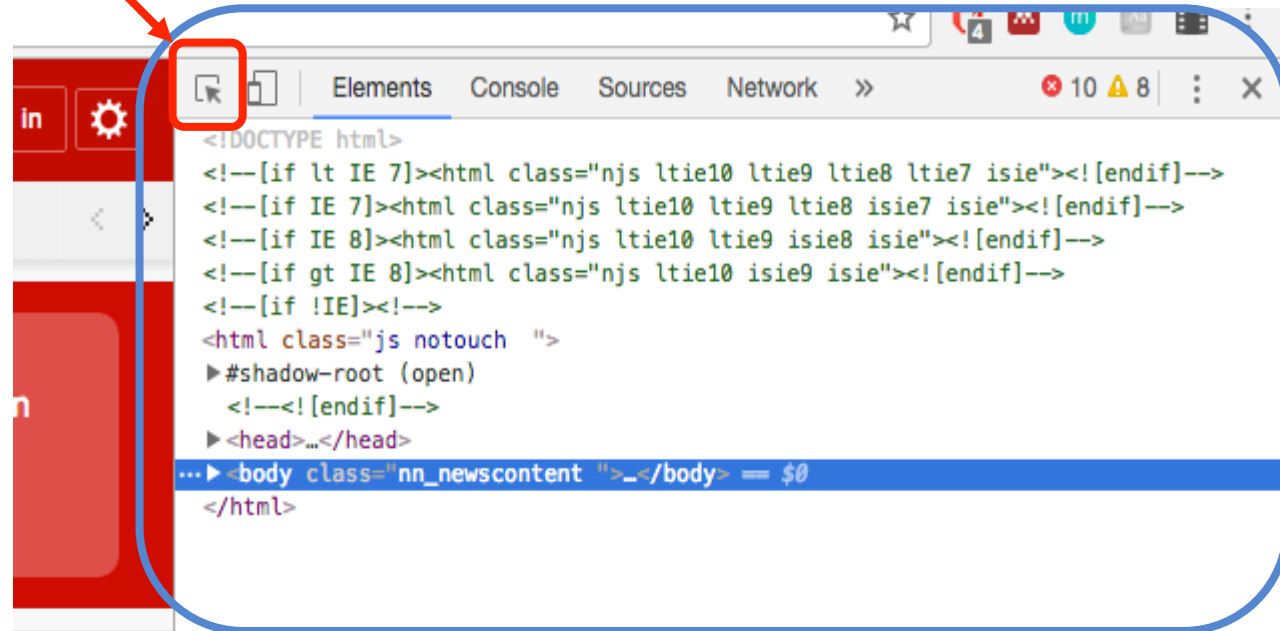 4
m
in
Elements Console Sources Network » 10 8
<!DOCTYPE html>
<!--[if lt IE 7]><html class="njs ltie10 ltie9 ltie8 ltie7 isie"><![endif]-->
<!--[if IE 7]><html class="njs ltie10 ltie9 ltie8 isie7 isie"><![endif]-->
<!--[if IE 8]><html class="njs ltie10 ltie9 isie8 isie"><![endif]-->
<!--[if gt IE 8]><html class="njs ltie10 isie9 isie"><![endif]-->
<!--[if !IE]><!-->
<html class="js notouch  ">
▶#shadow-root (open)
<!--<![endif]-->
▶<head>…</head>
n
…▶<body class="nn_newscontent ">…</body> == $0
</html>